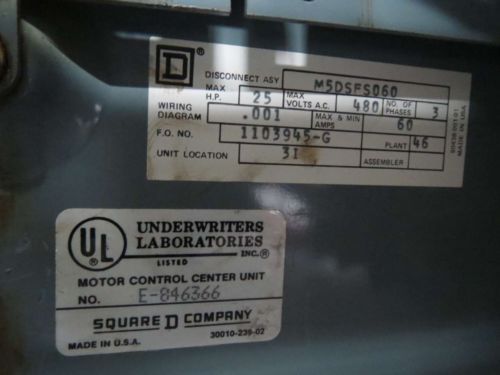 D
DISCONNECT ASY M5DSFS060
MAX H.P. 25 MAX VOLTS A.C. 480 NO. OF PHASES 3
WIRING DIAGRAM .001 MAX & MIN AMPS 60
F.O. NO. 1103945-G PLANT 46
UNIT LOCATION 31 ASSEMBLER
MADE IN USA
UL
UNDERWRITERS
LABORATORIES
INC.®
LISTED
MOTOR CONTROL CENTER UNIT
NO. E-846366
SQUARE D COMPANY
MADE IN U.S.A. 30010-239-02